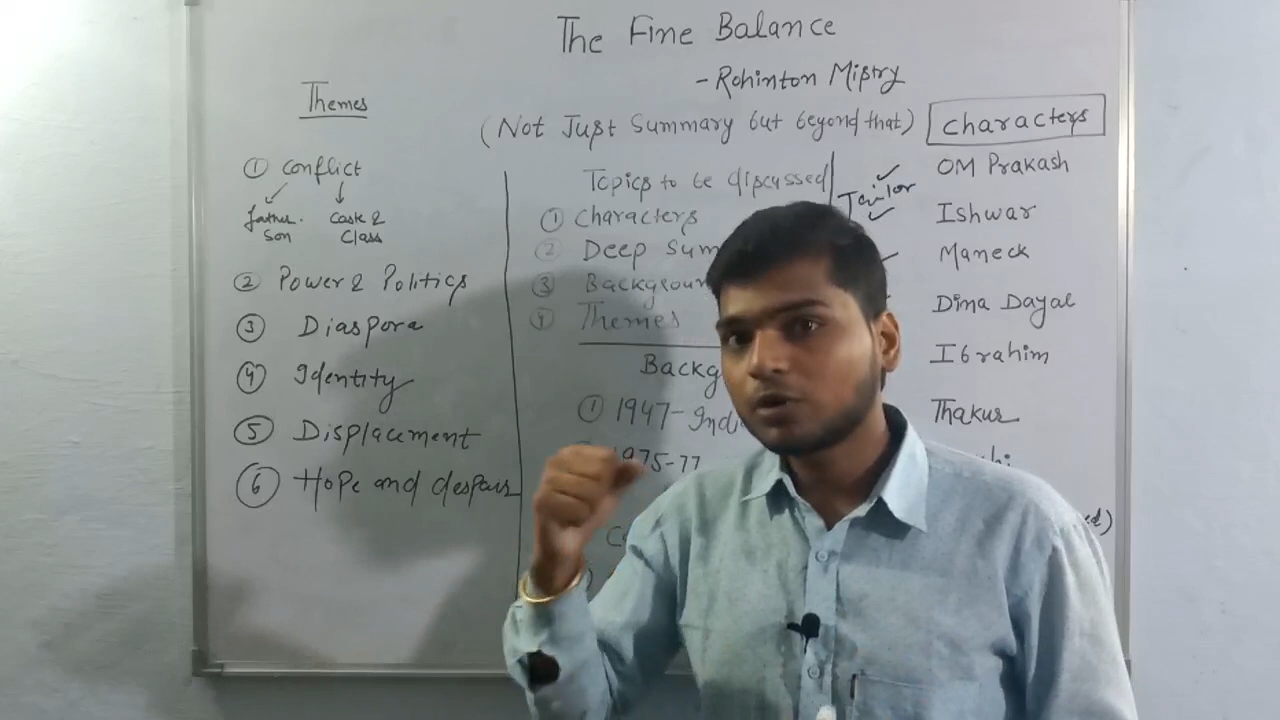 The Fine Balance
- Rohinton Mistry
(Not Just Summary but beyond that)
Themes
① Conflict
father.
son
Cask &
Class
② Power & Politics
③ Diaspora
④ Identity
⑤ Displacement
⑥ Hope and despair
Topics to be discussed
① Characters
② Deep Sum
③ Backgroun
④ Themes
Backg
① 1947- Indi
1975-77
Characters
Tailor
OM Prakash
Ishwar
Maneck
Dima Dayal
Ibrahim
Thakur
ed)